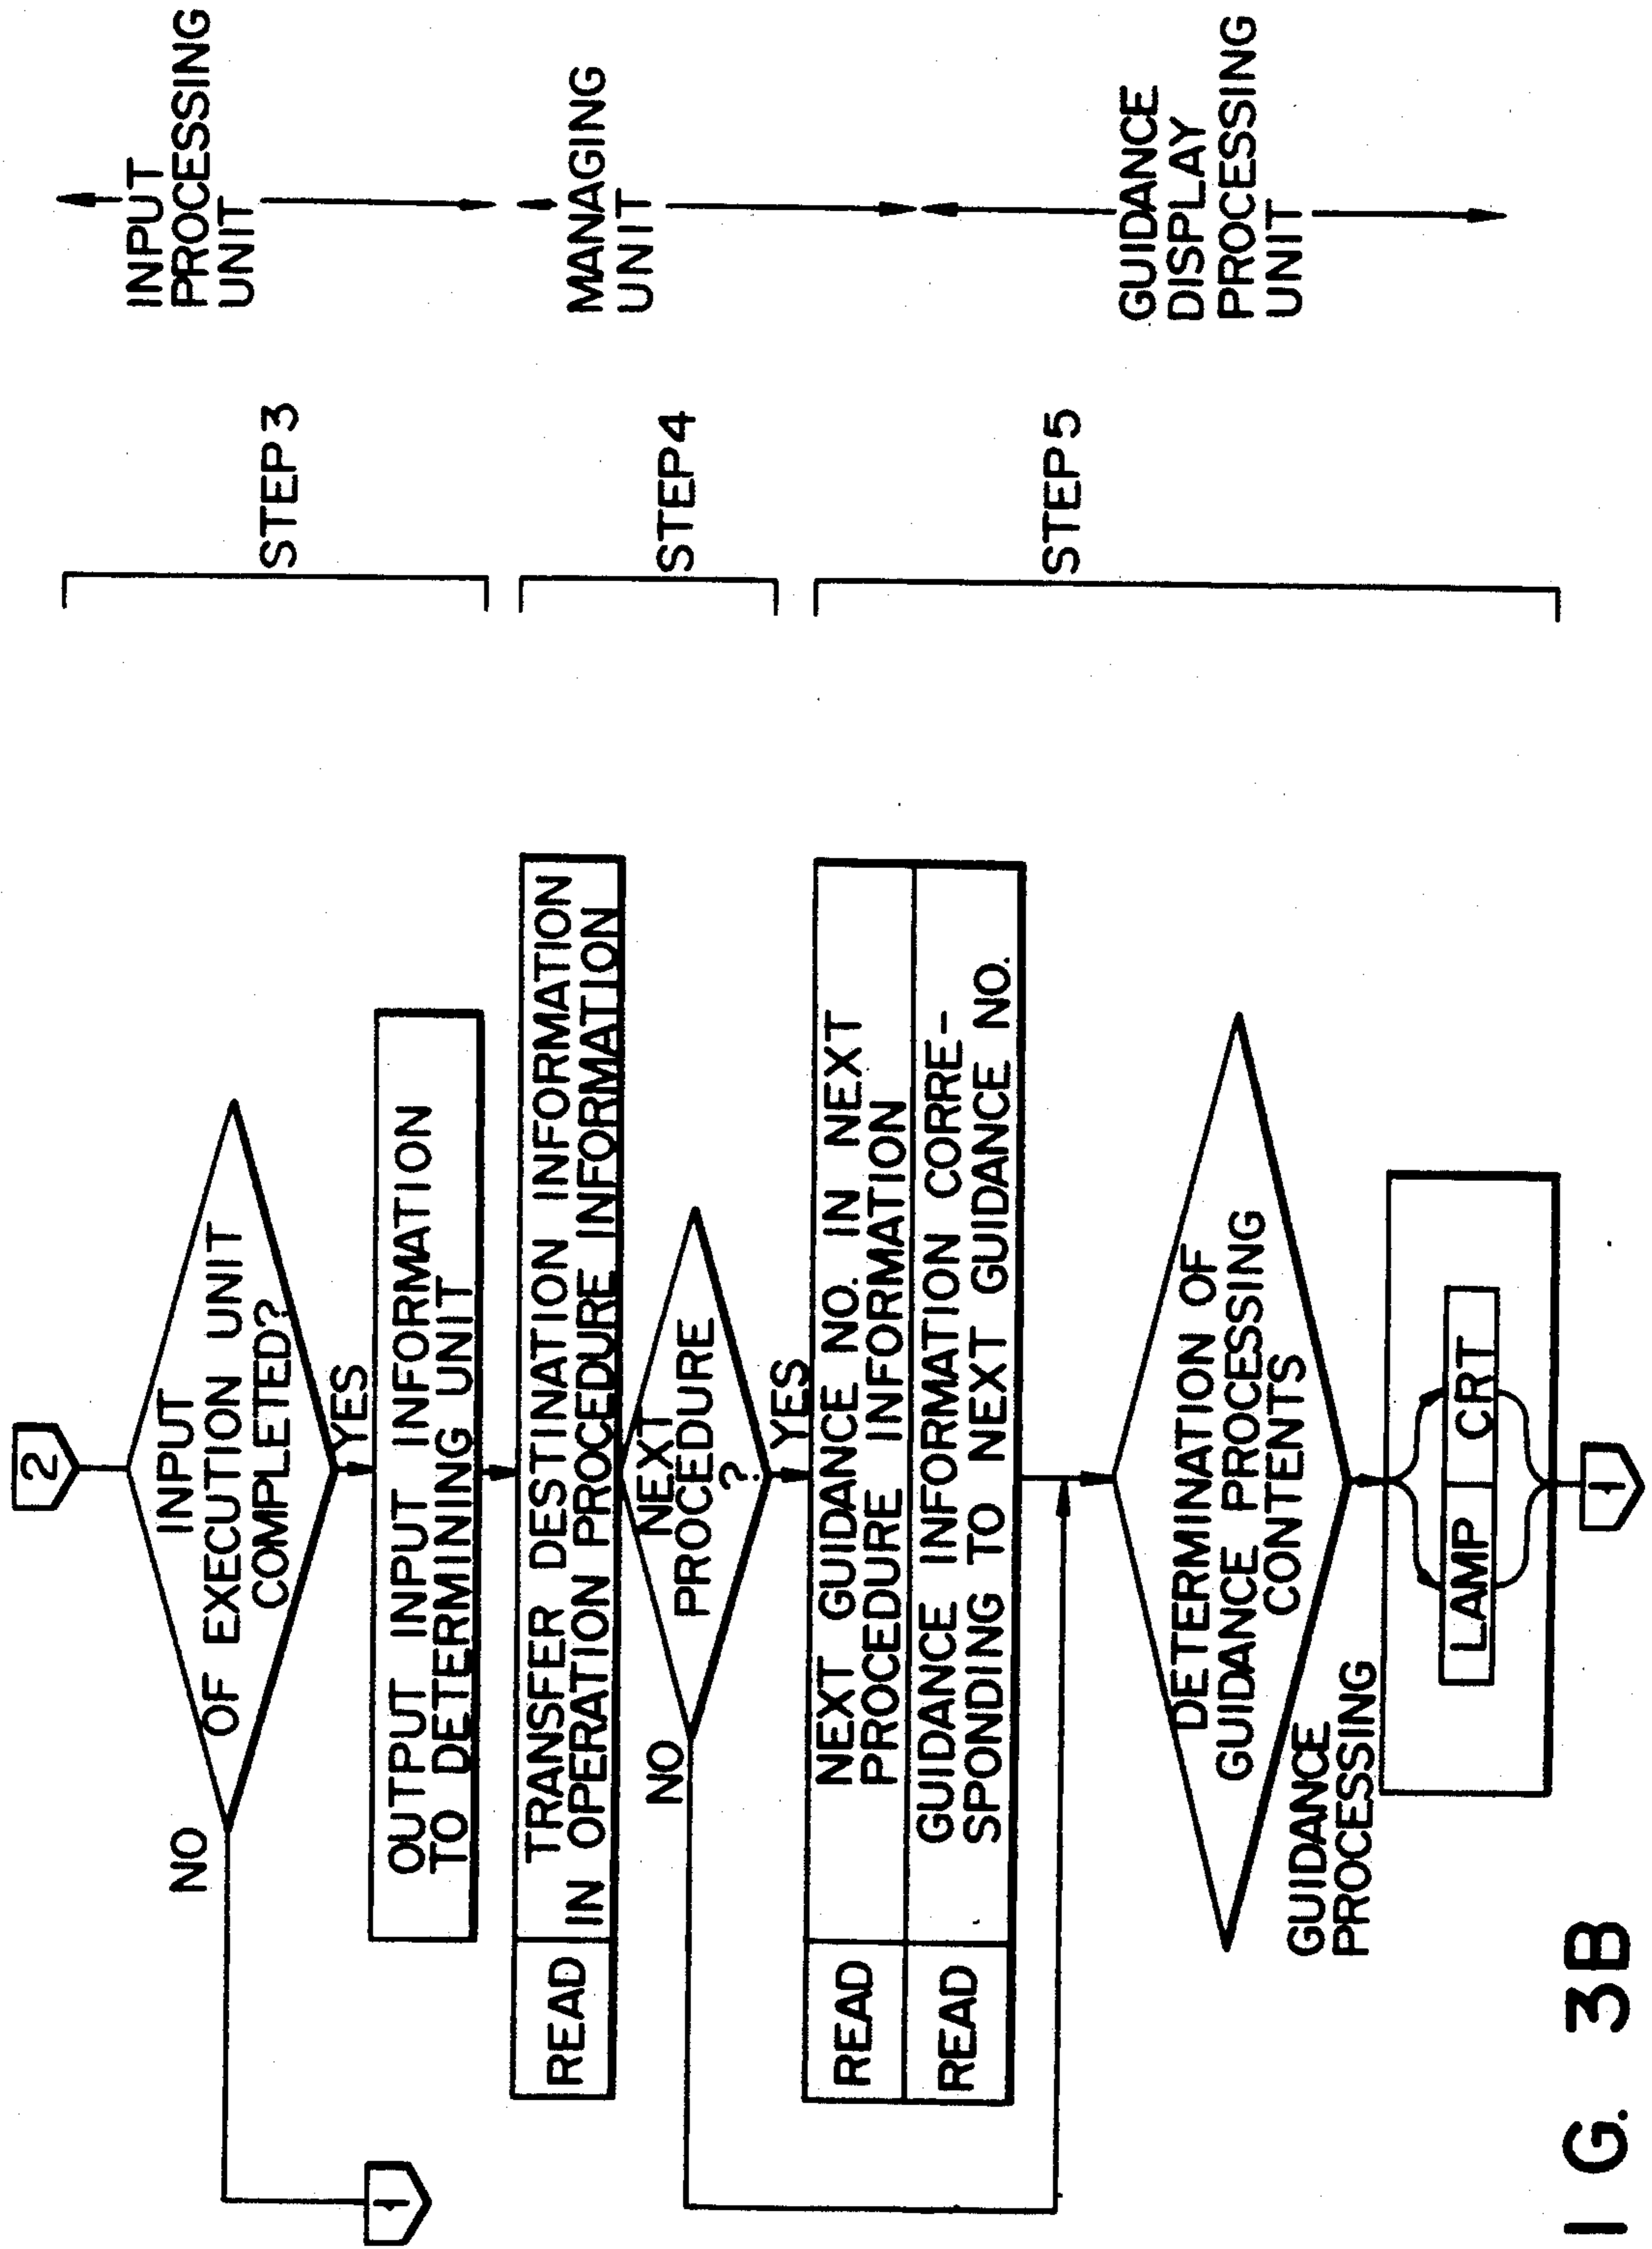 2
INPUT
OF EXECUTION UNIT
COMPLETED?
NO
YES
1
OUTPUT INPUT INFORMATION
TO DETERMINING UNIT
STEP 3
INPUT
PROCESSING
UNIT
READ
TRANSFER DESTINATION INFORMATION
IN OPERATION PROCEDURE INFORMATION
NEXT
PROCEDURE
?
NO
YES
STEP 4
MANAGING
UNIT
READ
NEXT GUIDANCE NO. IN NEXT
PROCEDURE INFORMATION
READ
GUIDANCE INFORMATION CORRE-
SPONDING TO NEXT GUIDANCE NO.
STEP 5
GUIDANCE
DISPLAY
PROCESSING
UNIT
DETERMINATION OF
GUIDANCE PROCESSING
CONTENTS
GUIDANCE
PROCESSING
LAMP
CRT
1
I G. 3B